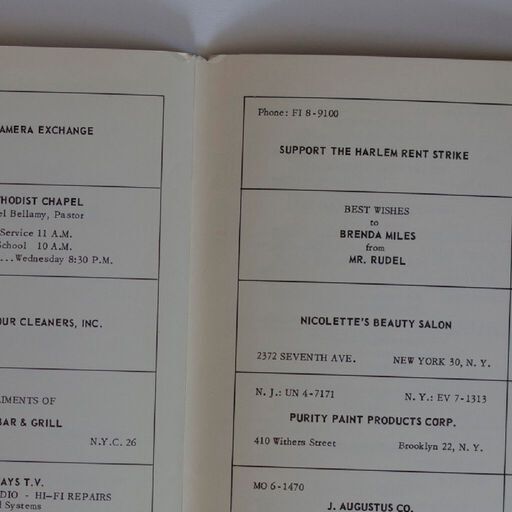 AMERA EXCHANGE
THODIST CHAPEL
el Bellamy, Pastor
Service 11 A.M.
School 10 A.M.
...Wednesday 8:30 P.M.
OUR CLEANERS, INC.
LIMENTS OF
BAR & GRILL
N.Y.C. 26
AYS T.V.
DIO - HI-FI REPAIRS
d Systems
Phone: FI 8-9100
SUPPORT THE HARLEM RENT STRIKE
BEST WISHES
to
BRENDA MILES
from
MR. RUDEL
NICOLETTE'S BEAUTY SALON
2372 SEVENTH AVE. NEW YORK 30, N. Y.
N. J.: UN 4-7171 N. Y.: EV 7-1313
PURITY PAINT PRODUCTS CORP.
410 Withers Street Brooklyn 22, N. Y.
MO 6-1470
J. AUGUSTUS CO.